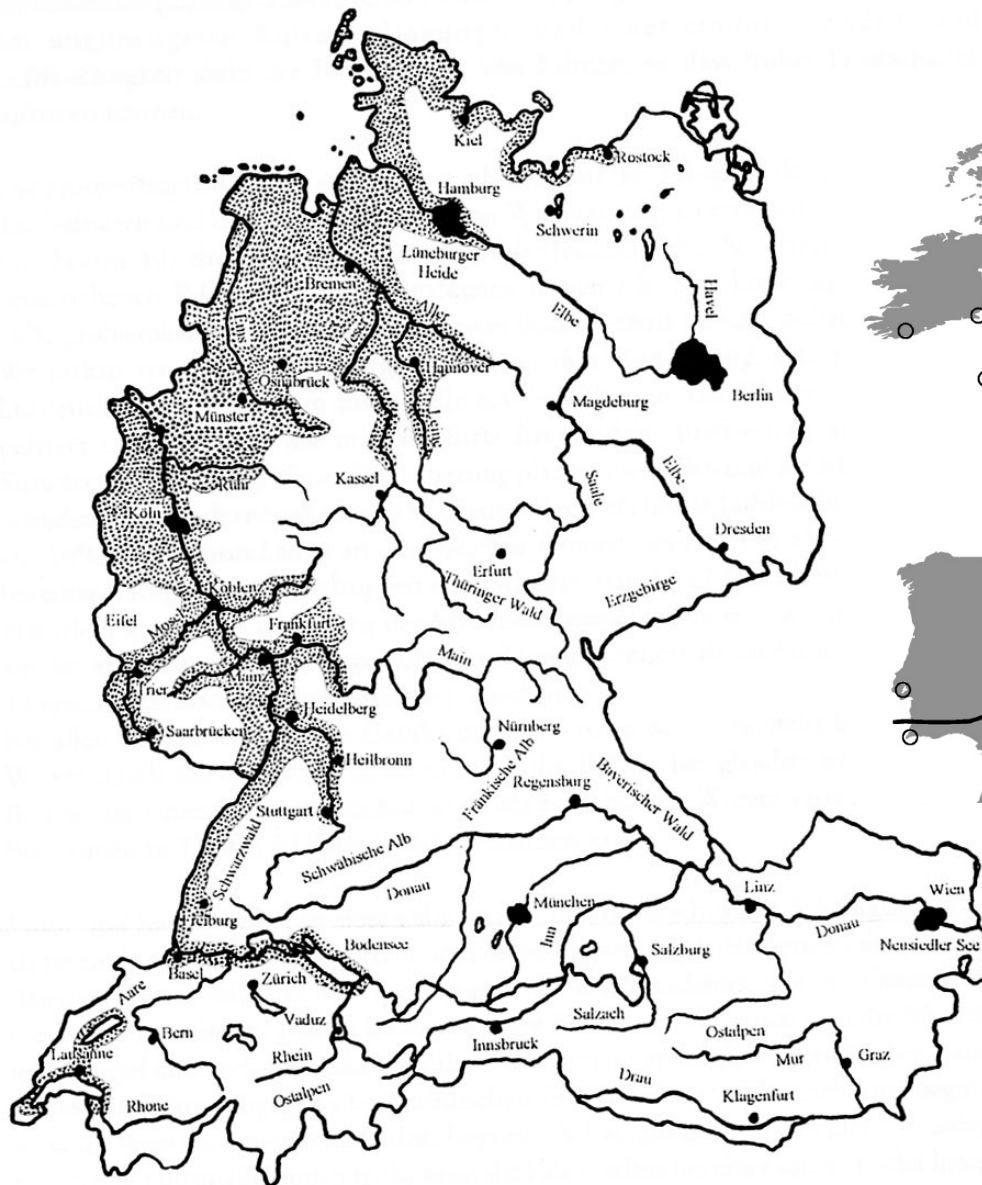 Kiel
Rostock
Hamburg
Schwerin
Lüneburger
Heide
Bremen
Elbe
Havel
Aller
Ems
Weser
Hannover
Osnabrück
Magdeburg
Berlin
Münster
Ruhr
Kassel
Saale
Elbe
Köln
Dresden
Erfurt
Thüringer Wald
Erzgebirge
Koblenz
Eifel
Frankfurt
Main
Mainz
Trier
Heidelberg
Saarbrücken
Nürnberg
Heilbronn
Fränkische Alb
Regensburg
Bayerischer Wald
Stuttgart
Schwäbische Alb
Schwarzwald
Donau
Linz
Wien
München
Freiburg
Inn
Donau
Bodensee
Salzburg
Neusiedler See
Basel
Zürich
Aare
Salzach
Bern
Vaduz
Ostalpen
Lausanne
Rhein
Innsbruck
Mur
Graz
Drau
Rhone
Ostalpen
Klagenfurt